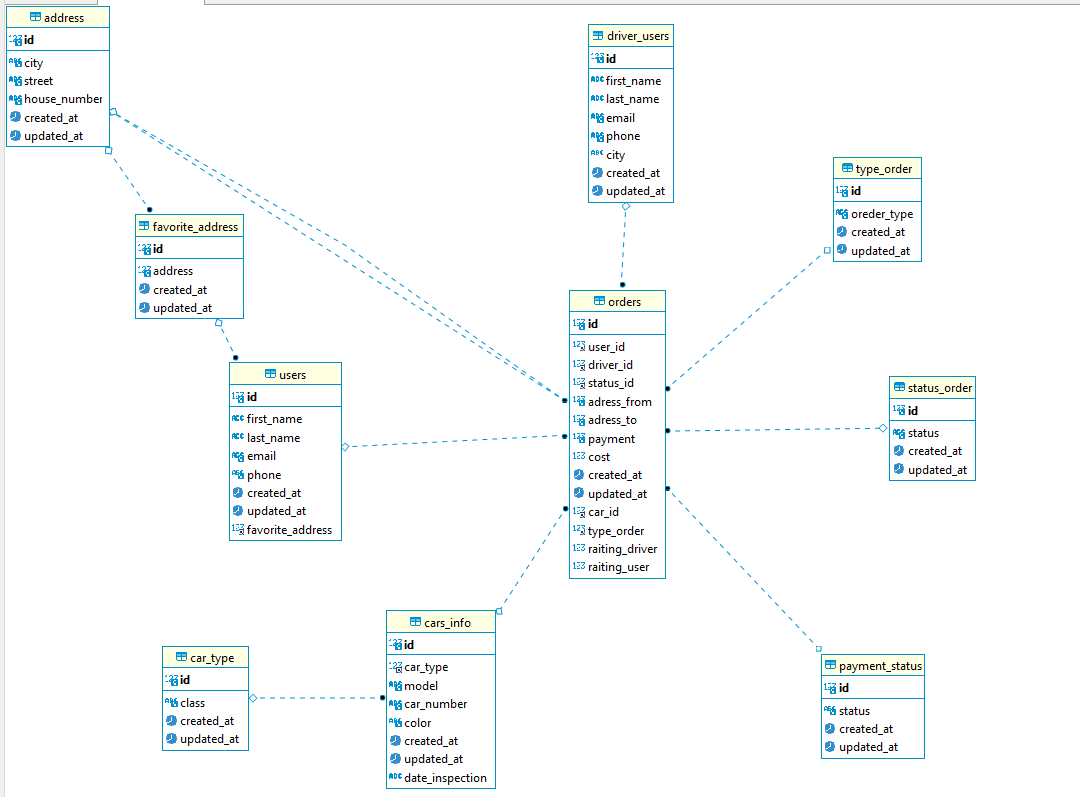 address
id
city
street
house_number
created_at
updated_at
driver_users
id
first_name
last_name
email
phone
city
created_at
updated_at
type_order
id
oreder_type
created_at
updated_at
favorite_address
id
address
created_at
updated_at
orders
id
user_id
driver_id
status_id
adress_from
adress_to
payment
cost
created_at
updated_at
car_id
type_order
raiting_driver
raiting_user
users
id
first_name
last_name
email
phone
created_at
updated_at
favorite_address
status_order
id
status
created_at
updated_at
cars_info
id
car_type
model
car_number
color
created_at
updated_at
date_inspection
car_type
id
class
created_at
updated_at
payment_status
id
status
created_at
updated_at